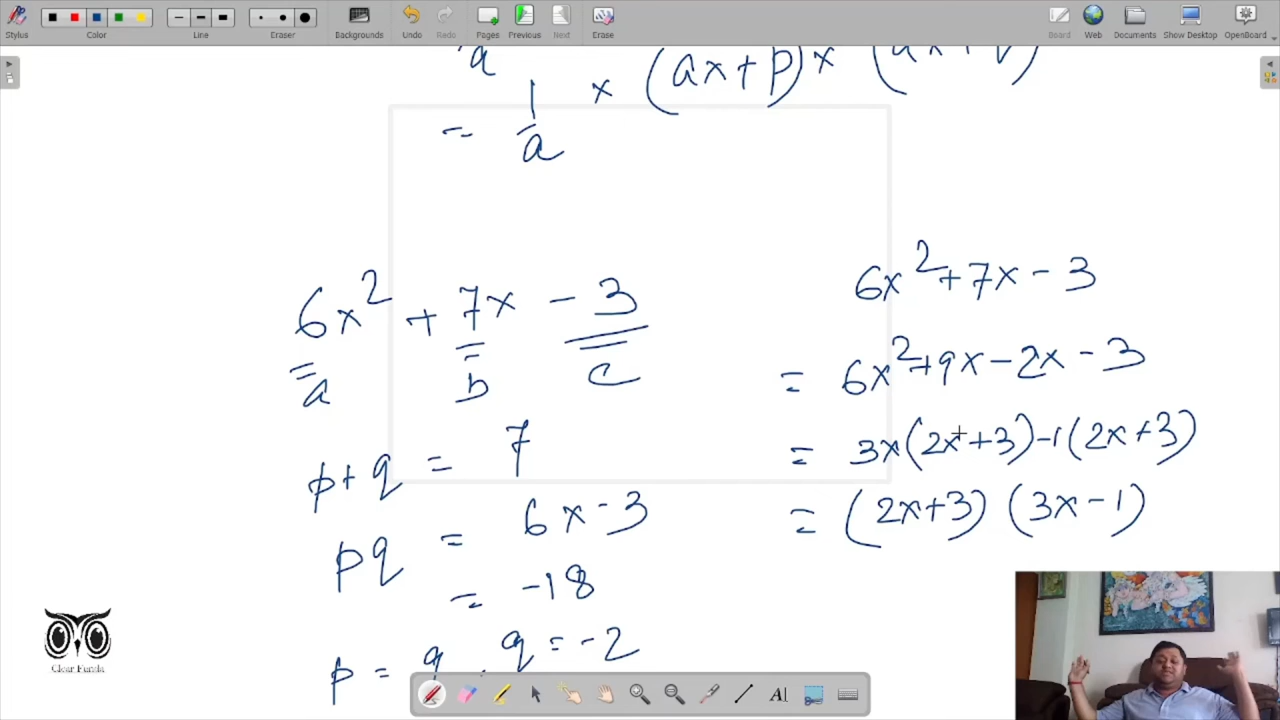 Stylus Color Line Eraser Backgrounds Undo Redo Pages Previous Next Erase Board Web Documents Show Desktop OpenBoard
a
= 1/a × (ax+p) × (ax+
6x² + 7x - 3
a b c
p+q = 7
pq = 6x-3
= -18
p = 9, q = -2
6x²+7x-3
= 6x²+9x-2x-3
= 3x(2x+3)-1(2x+3)
= (2x+3) (3x-1)
Clear Funda